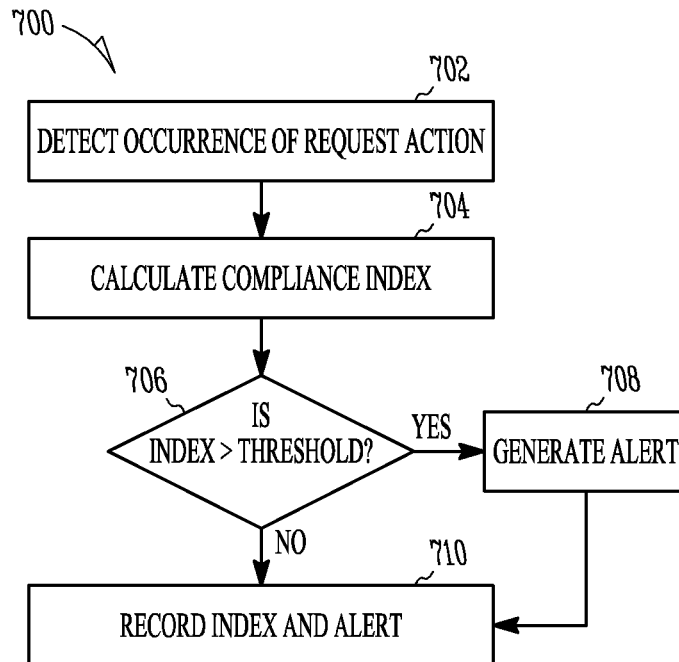 700
702
DETECT OCCURRENCE OF REQUEST ACTION
704
CALCULATE COMPLIANCE INDEX
706
IS
INDEX > THRESHOLD?
YES
708
GENERATE ALERT
NO
710
RECORD INDEX AND ALERT